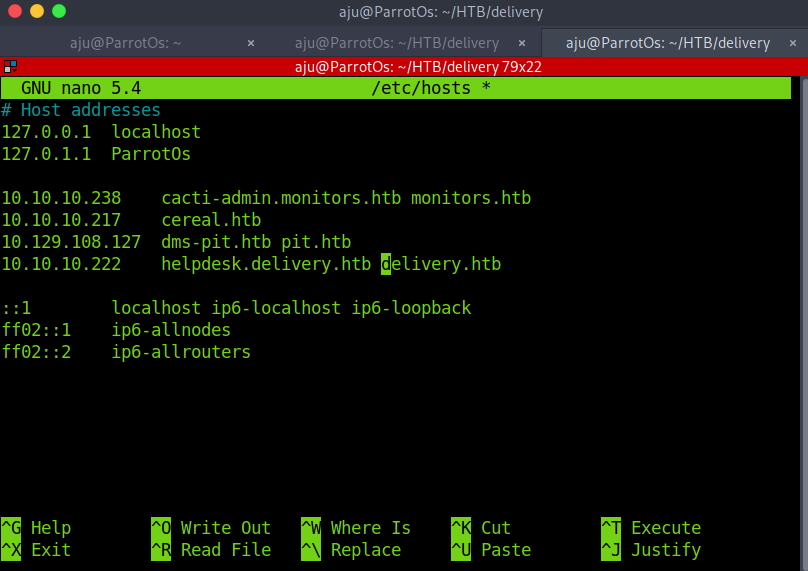 aju@ParrotOs: ~/HTB/delivery
aju@ParrotOs: ~ × aju@ParrotOs: ~/HTB/delivery × aju@ParrotOs: ~/HTB/delivery ×
aju@ParrotOs: ~/HTB/delivery 79x22
GNU nano 5.4 /etc/hosts *
# Host addresses
127.0.0.1 localhost
127.0.1.1 ParrotOs
10.10.10.238 cacti-admin.monitors.htb monitors.htb
10.10.10.217 cereal.htb
10.129.108.127 dms-pit.htb pit.htb
10.10.10.222 helpdesk.delivery.htb delivery.htb
::1 localhost ip6-localhost ip6-loopback
ff02::1 ip6-allnodes
ff02::2 ip6-allrouters
^G Help ^O Write Out ^W Where Is ^K Cut ^T Execute
^X Exit ^R Read File ^\ Replace ^U Paste ^J Justify